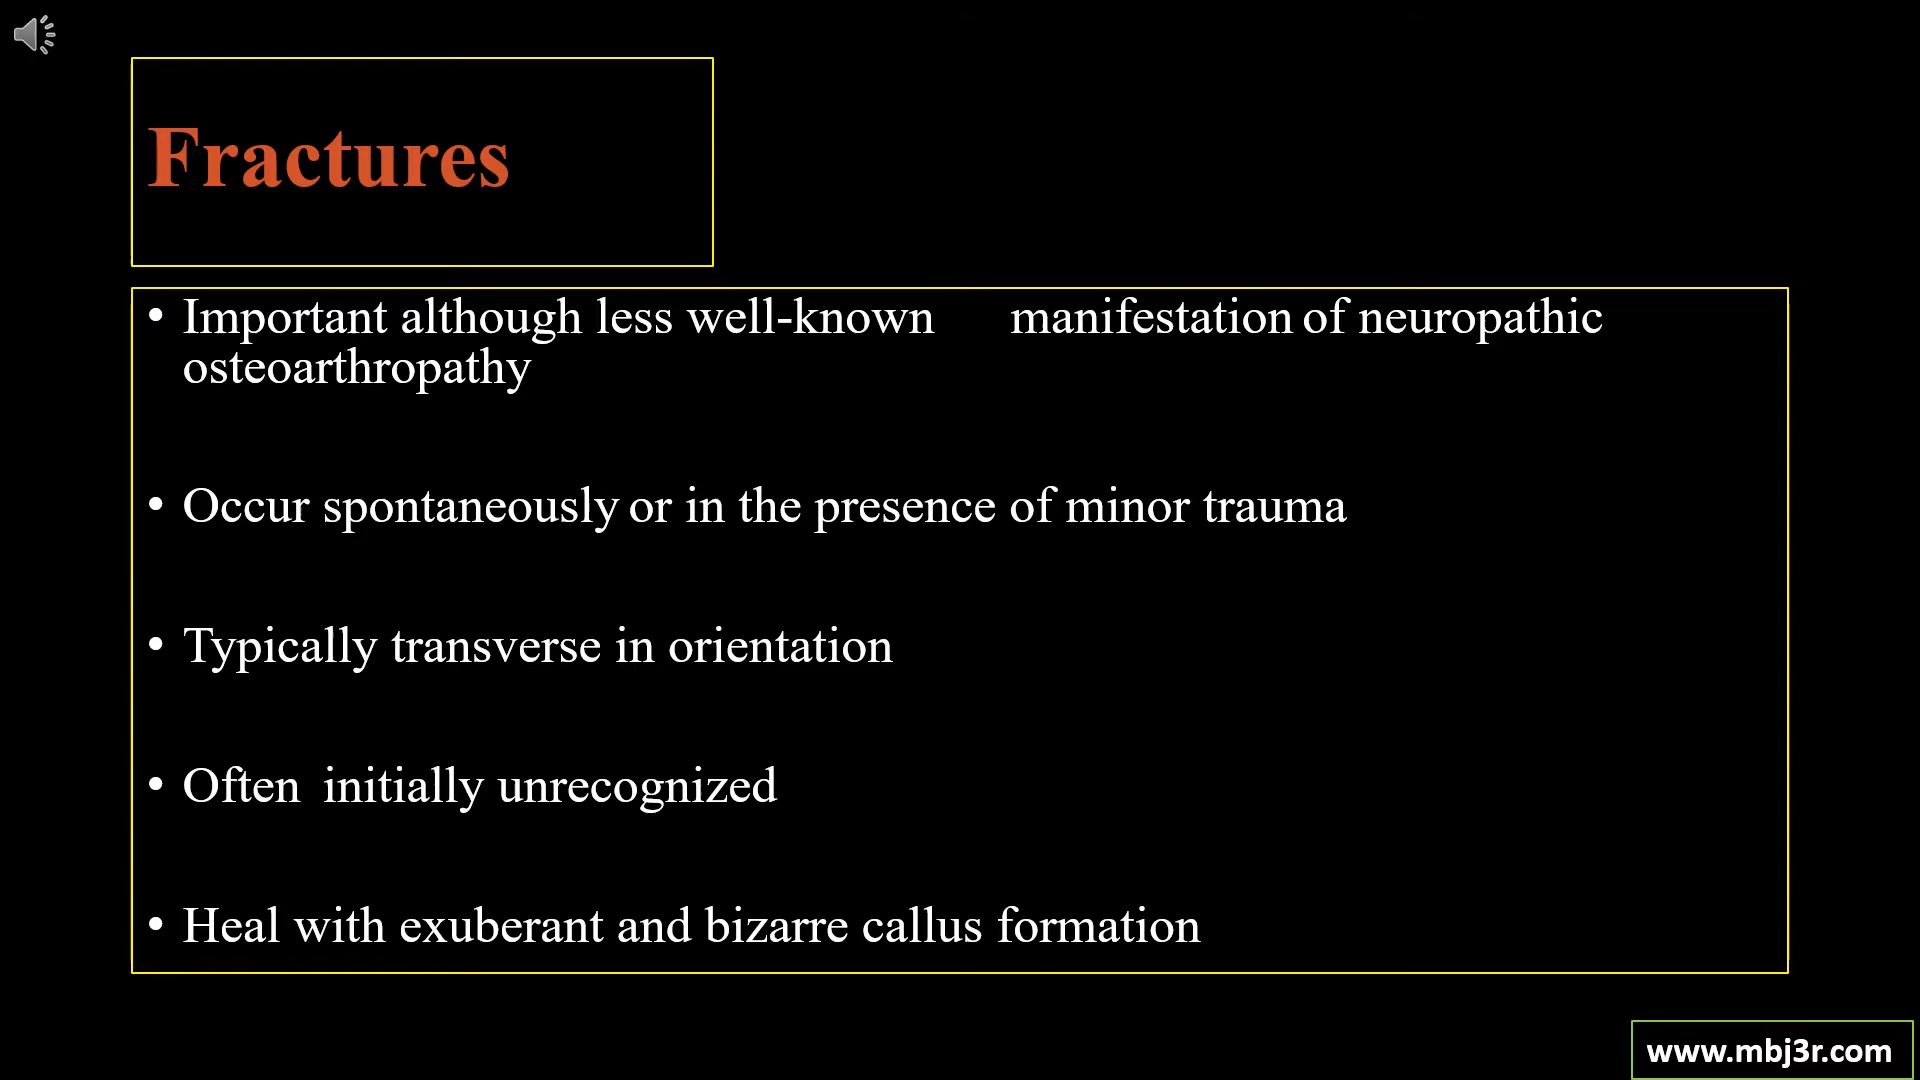 Fractures
• Important although less well-known manifestation of neuropathic
osteoarthropathy
• Occur spontaneously or in the presence of minor trauma
• Typically transverse in orientation
• Often initially unrecognized
• Heal with exuberant and bizarre callus formation
www.mbj3r.com